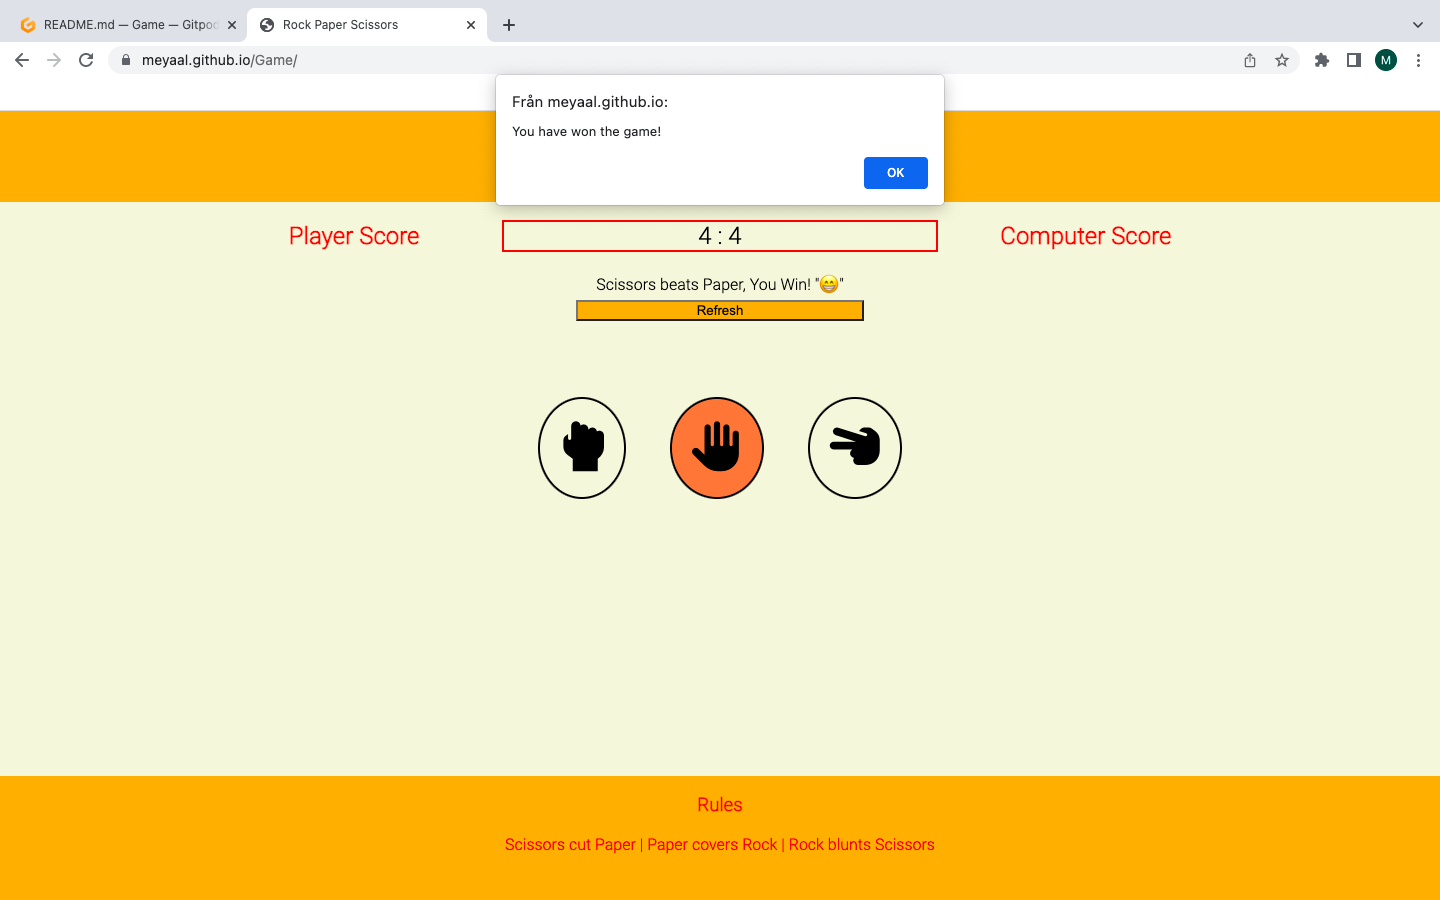 README.md — Game — Gitpod
Rock Paper Scissors
meyaal.github.io/Game/
M
Från meyaal.github.io:
You have won the game!
OK
Player Score
4 : 4
Computer Score
Scissors beats Paper, You Win! "😁"
Refresh
Rules
Scissors cut Paper | Paper covers Rock | Rock blunts Scissors